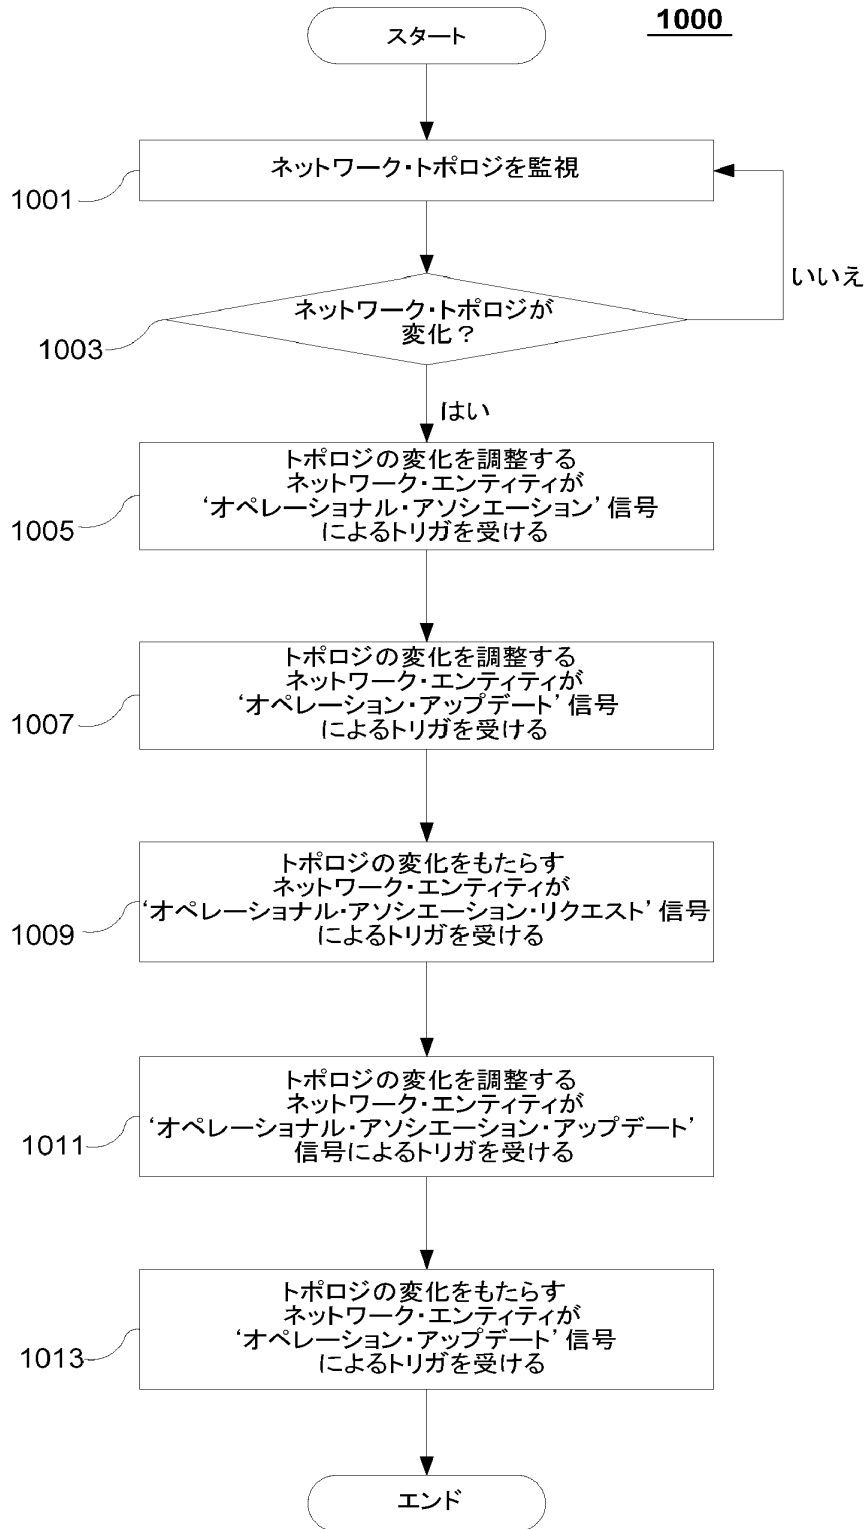 1000
スタート
ネットワーク・トポロジを監視
1001
いいえ
ネットワーク・トポロジが
変化?
1003
はい
トポロジの変化を調整する
ネットワーク・エンティティが
‘オペレーショナル・アソシエーション’信号
によるトリガを受ける
1005
トポロジの変化を調整する
ネットワーク・エンティティが
‘オペレーション・アップデート’信号
によるトリガを受ける
1007
トポロジの変化をもたらす
ネットワーク・エンティティが
‘オペレーショナル・アソシエーション・リクエスト’信号
によるトリガを受ける
1009
トポロジの変化を調整する
ネットワーク・エンティティが
‘オペレーショナル・アソシエーション・アップデート’
信号によるトリガを受ける
1011
トポロジの変化をもたらす
ネットワーク・エンティティが
‘オペレーション・アップデート’信号
によるトリガを受ける
1013
エンド